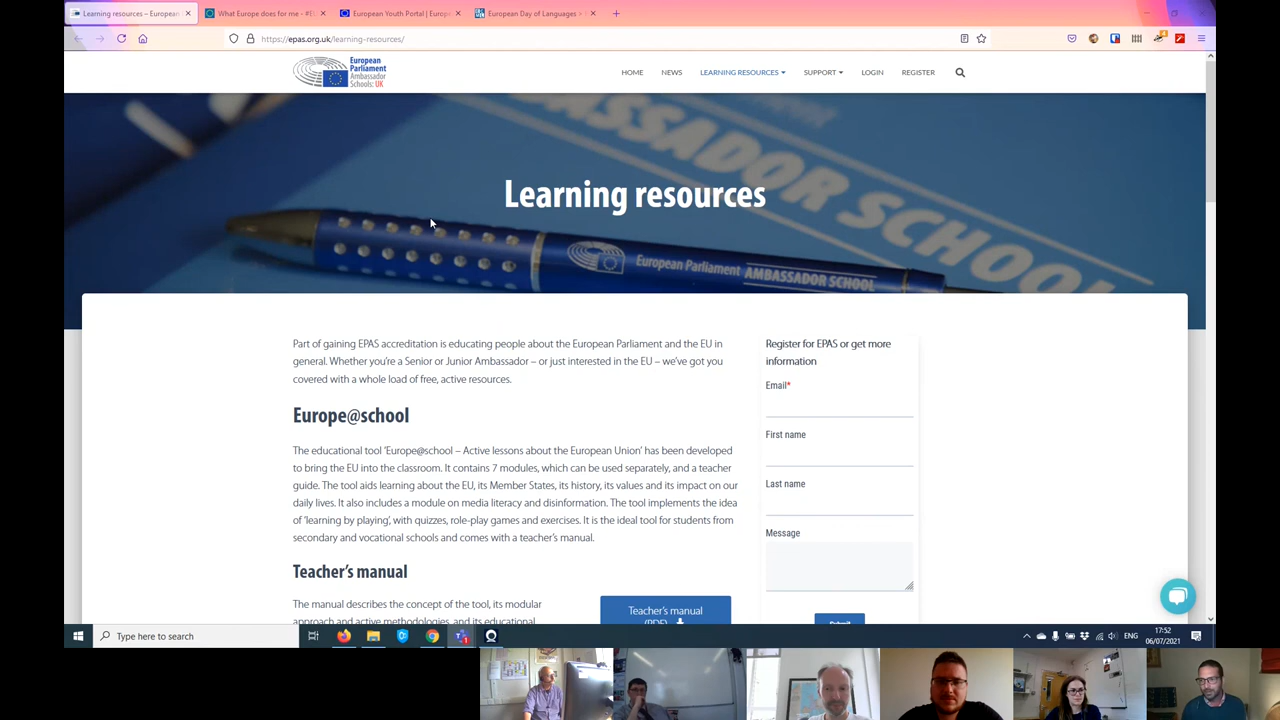 Learning resources – European
What Europe does for me - #E
European Youth Portal | Europe
European Day of Languages >
https://epas.org.uk/learning-resources/
European
Parliament
Ambassador
Schools: UK
HOME
NEWS
LEARNING RESOURCES
SUPPORT
LOGIN
REGISTER
Learning resources
European Parliament AMBASSADOR SCHOOL
Part of gaining EPAS accreditation is educating people about the European Parliament and the EU in
general. Whether you're a Senior or Junior Ambassador – or just interested in the EU – we've got you
covered with a whole load of free, active resources.
Europe@school
The educational tool 'Europe@school – Active lessons about the European Union' has been developed
to bring the EU into the classroom. It contains 7 modules, which can be used separately, and a teacher
guide. The tool aids learning about the EU, its Member States, its history, its values and its impact on our
daily lives. It also includes a module on media literacy and disinformation. The tool implements the idea
of 'learning by playing', with quizzes, role-play games and exercises. It is the ideal tool for students from
secondary and vocational schools and comes with a teacher's manual.
Teacher's manual
The manual describes the concept of the tool, its modular
approach and active methodologies, and its educational
Teacher's manual
(PDF)
Register for EPAS or get more
information
Email*
First name
Last name
Message
Submit
Type here to search
ENG
17:52
06/07/2021